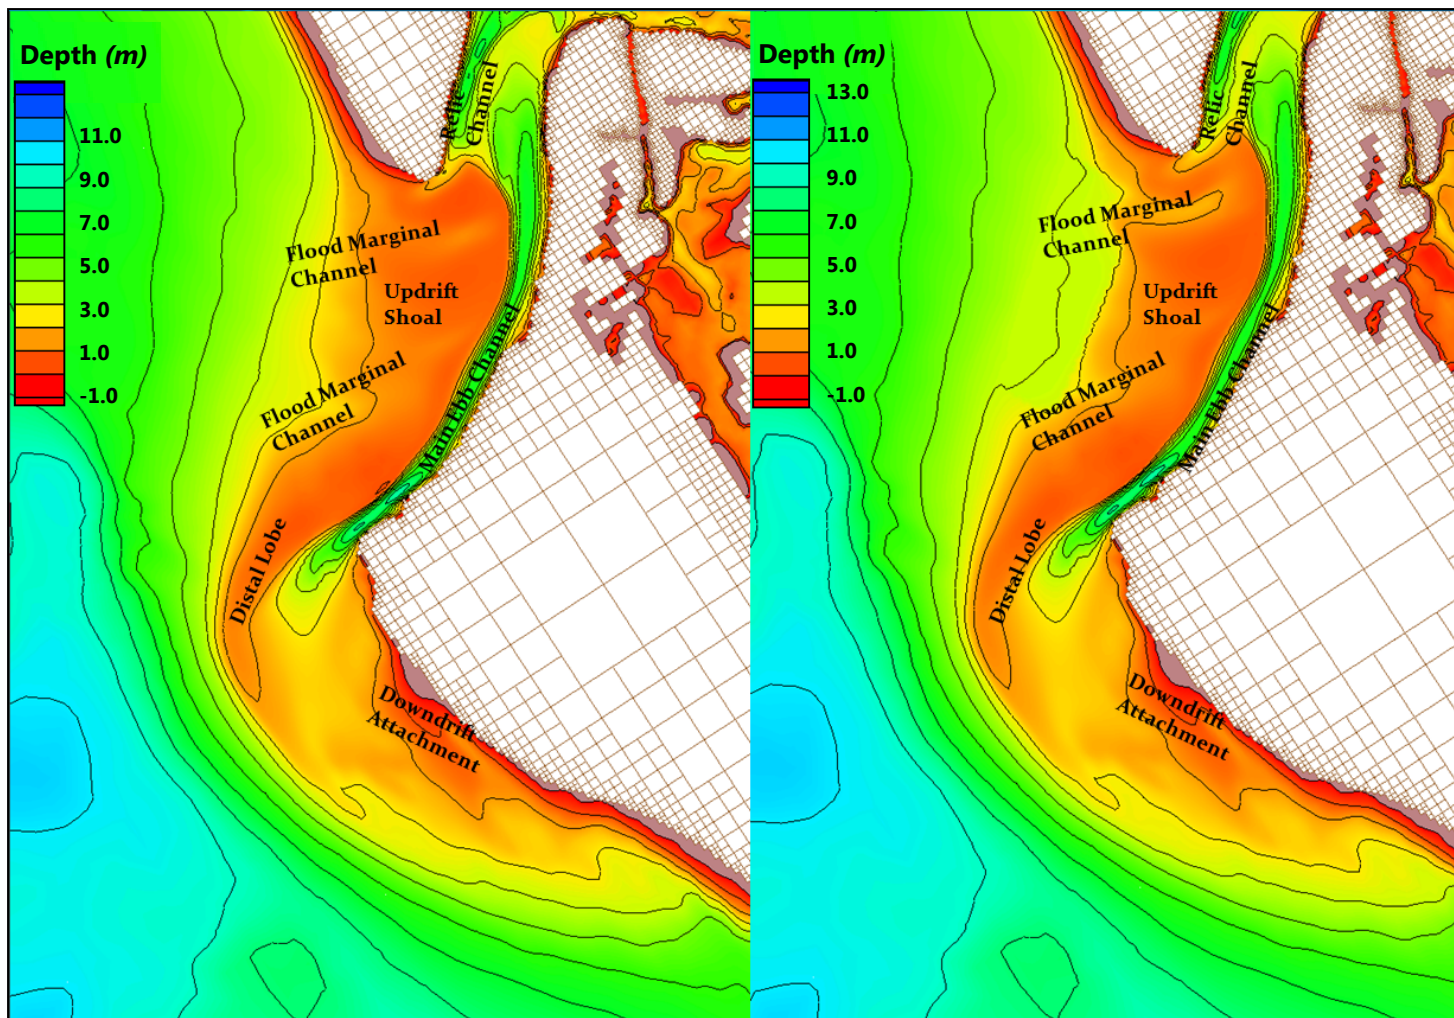 Depth (m)
11.0
9.0
7.0
5.0
3.0
1.0
-1.0
Relic
Channel
Flood Marginal
Channel
Updrift
Shoal
Main Ebb Channel
Flood Marginal
Channel
Distal Lobe
Downdrift
Attachment
Depth (m)
13.0
11.0
9.0
7.0
5.0
3.0
1.0
-1.0
Relic
Channel
Flood Marginal
Channel
Updrift
Shoal
Main Ebb Channel
Flood Marginal
Channel
Distal Lobe
Downdrift
Attachment